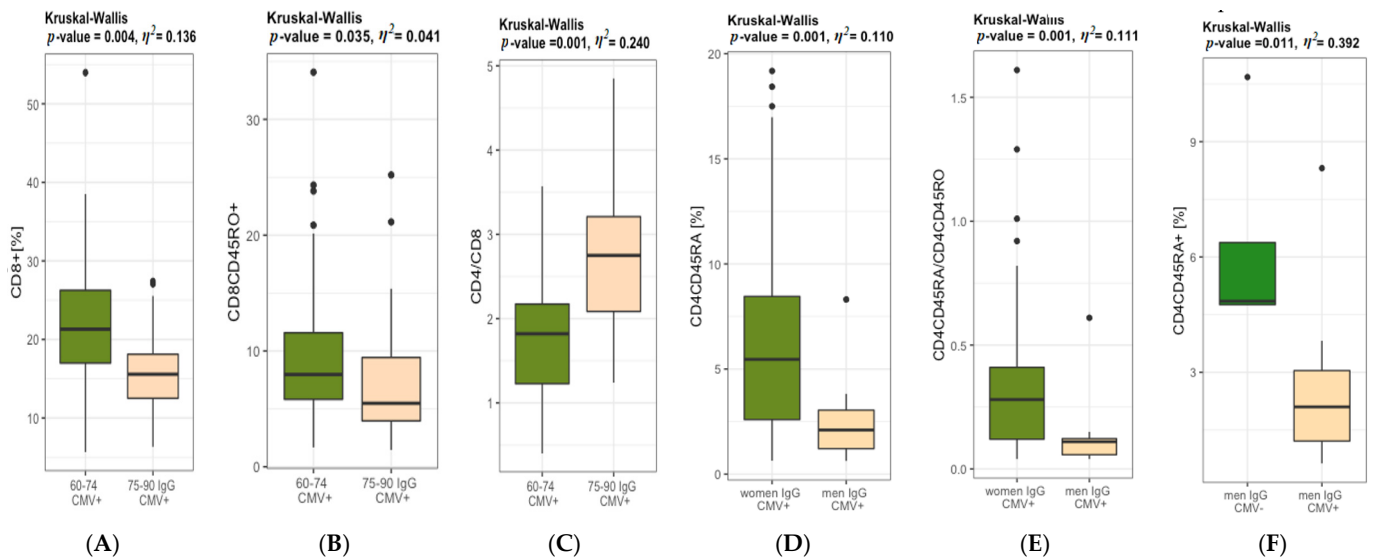 Kruskal-Wallis
p-value = 0.004, η²= 0.136
CD8+[%]
50
40
30
20
10
60-74
CMV+
75-90 IgG
CMV+
(A)
Kruskal-Wallis
p-value = 0.035, η²= 0.041
CD8CD45RO+
30
20
10
0
60-74
CMV+
75-90 IgG
CMV+
(B)
Kruskal-Wallis
p-value =0.001, η²= 0.240
CD4/CD8
5
4
3
2
1
60-74
CMV+
75-90 IgG
CMV+
(C)
Kruskal-Wallis
p-value = 0.001, η²= 0.110
CD4CD45RA [%]
20
15
10
5
0
women IgG
CMV+
men IgG
CMV+
(D)
Kruskal-Wallis
p-value = 0.001, η²= 0.111
CD4CD45RA/CD4CD45RO
1.5
1.0
0.5
0.0
women IgG
CMV+
men IgG
CMV+
(E)
Kruskal-Wallis
p-value =0.011, η²= 0.392
CD4CD45RA+ [%]
9
6
3
men IgG
CMV-
men IgG
CMV+
(F)